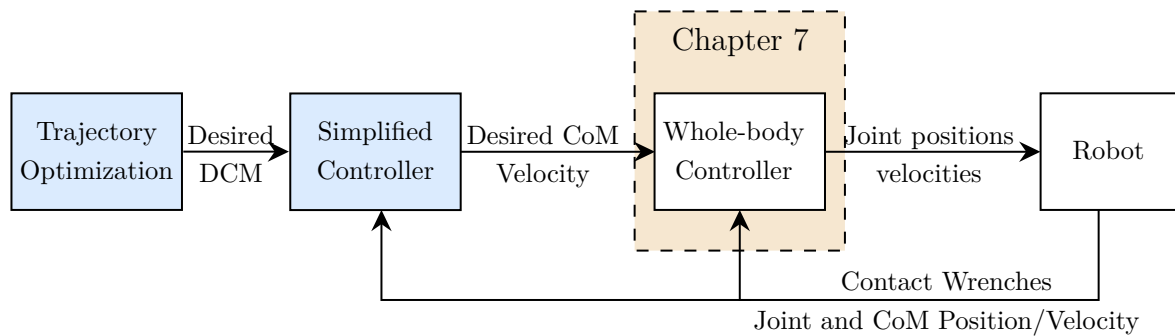 Chapter 7
Trajectory
Optimization
Desired
DCM
Simplified
Controller
Desired CoM
Velocity
Whole-body
Controller
Joint positions
velocities
Robot
Contact Wrenches
Joint and CoM Position/Velocity